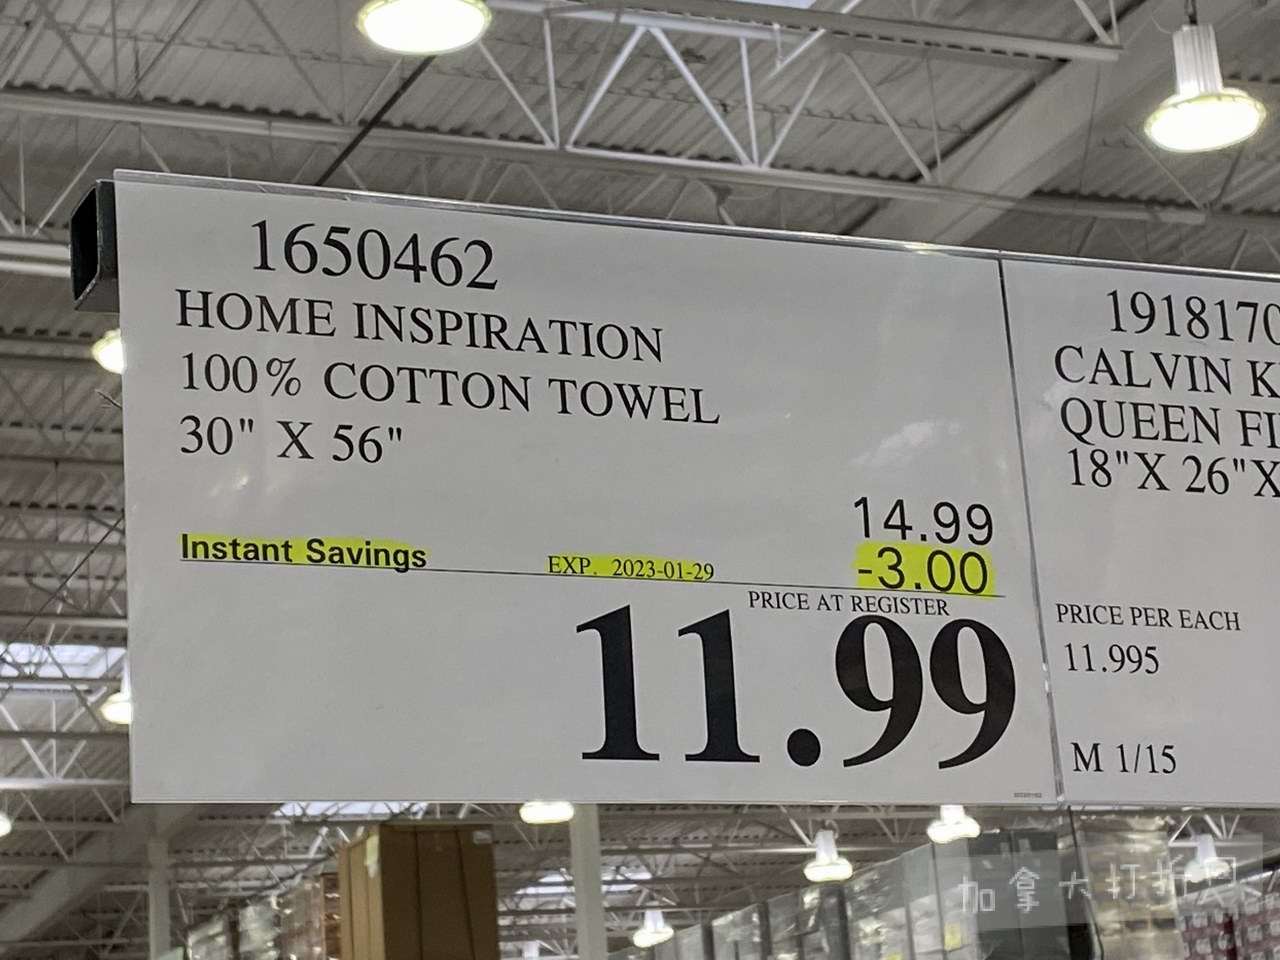 1650462
HOME INSPIRATION
100% COTTON TOWEL
30" X 56"
14.99
Instant Savings EXP. 2023-01-29 -3.00
PRICE AT REGISTER
11.99
1918170
CALVIN K
QUEEN FI
18"X 26"X
PRICE PER EACH
11.995
M 1/15
加拿大打折网